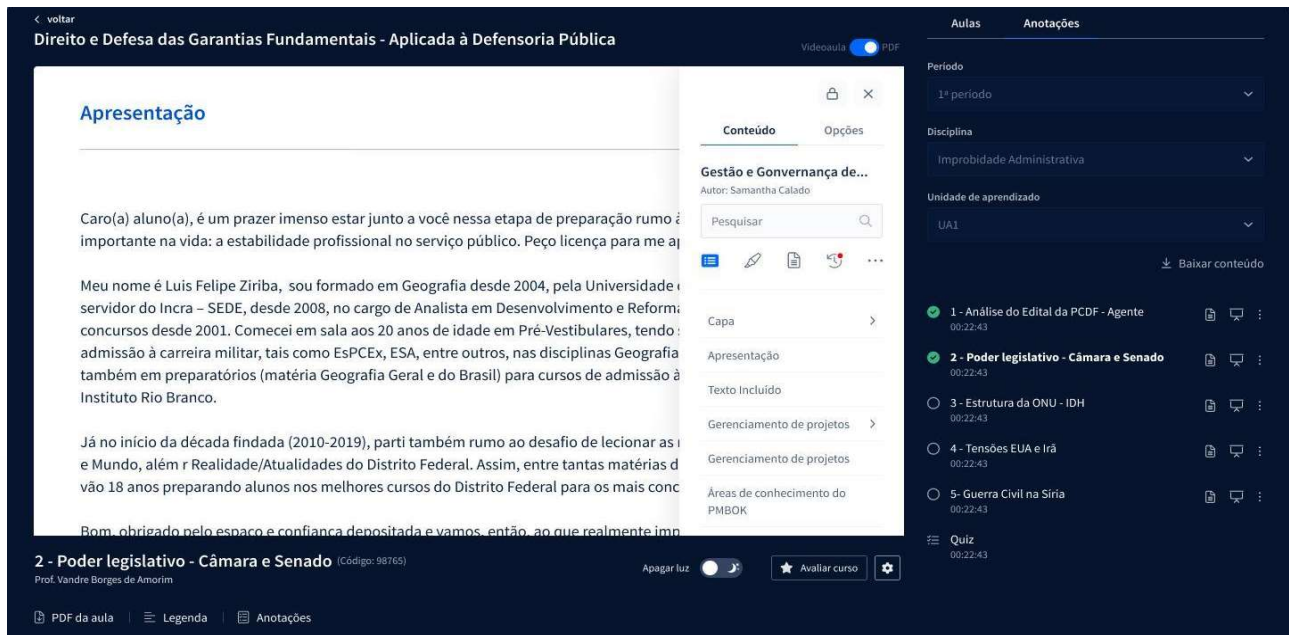 voltar
Direito e Defesa das Garantias Fundamentais - Aplicada à Defensoria Pública
Videoaula PDF
Apresentação
Caro(a) aluno(a), é um prazer imenso estar junto a você nessa etapa de preparação rumo à
importante na vida: a estabilidade profissional no serviço público. Peço licença para me
Meu nome é Luis Felipe Ziriba, sou formado em Geografia desde 2004, pela Universidade
servidor do Incra – SEDE, desde 2008, no cargo de Analista em Desenvolvimento e
concursos desde 2001. Comecei em sala aos 20 anos de idade em Pré-Vestibulares, tendo
admissão à carreira militar, tais como EsPCEx, ESA, entre outros, nas disciplinas Geografia
também em preparatórios (matéria Geografia Geral e do Brasil) para cursos de admissão à
Instituto Rio Branco.
Já no início da década findada (2010-2019), parti também rumo ao desafio de lecionar as
e Mundo, além r Realidade/Atualidades do Distrito Federal. Assim, entre tantas matérias
vão 18 anos preparando alunos nos melhores cursos do Distrito Federal para os mais
Bom, obrigado pelo espaço e confiança depositada e vamos, então, ao que realmente
Conteúdo Opções
Gestão e Gonvernança de...
Autor: Samantha Calado
Pesquisar
Capa
Apresentação
Texto Incluído
Gerenciamento de projetos
Gerenciamento de projetos
Áreas de conhecimento do
PMBOK
2 - Poder legislativo - Câmara e Senado (Código: 98765)
Prof. Vandre Borges de Amorim
Apagar luz
Avaliar curso
PDF da aula
Legenda
Anotações
Aulas Anotações
Período
1º período
Disciplina
Improbidade Administrativa
Unidade de aprendizado
UA1
Baixar conteúdo
1 - Análise do Edital da PCDF - Agente
00:22:43
2 - Poder legislativo - Câmara e Senado
00:22:43
3 - Estrutura da ONU - IDH
00:22:43
4 - Tensões EUA e Irã
00:22:43
5- Guerra Civil na Síria
00:22:43
Quiz
00:22:43